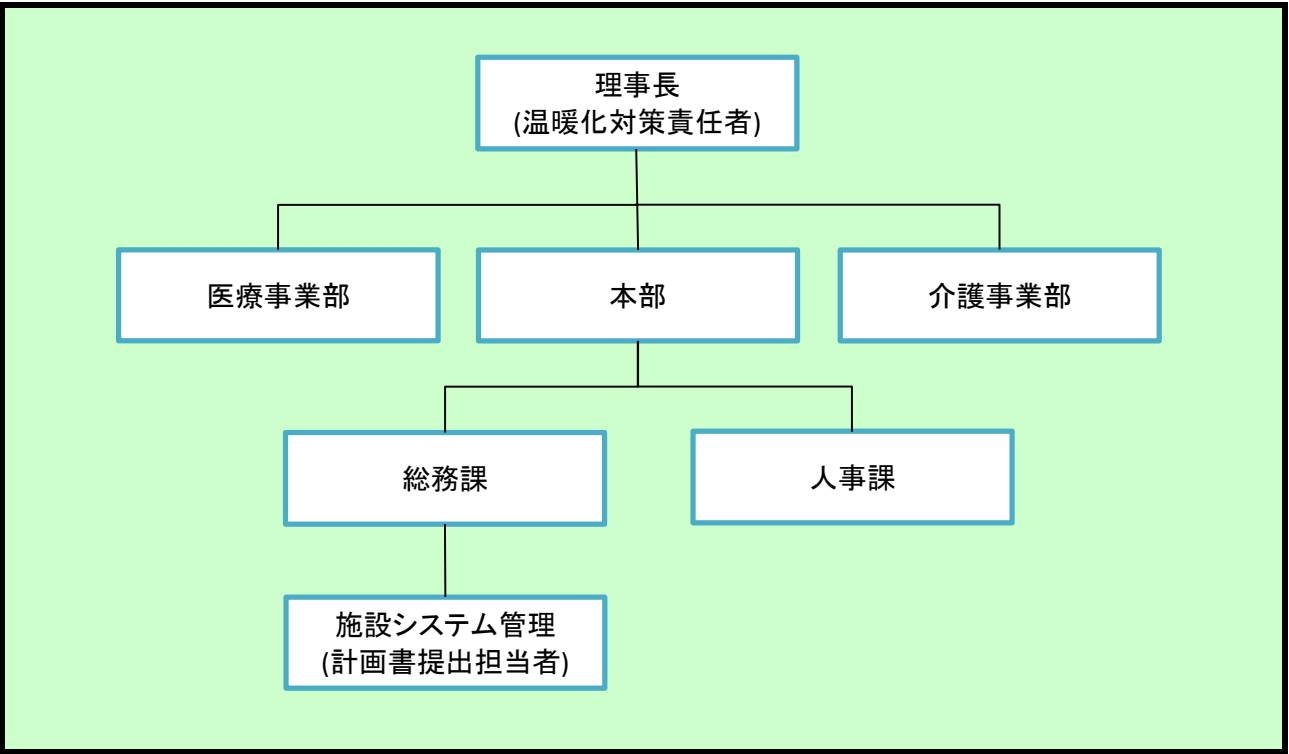 理事長
(温暖化対策責任者)
医療事業部
本部
介護事業部
総務課
人事課
施設システム管理
(計画書提出担当者)